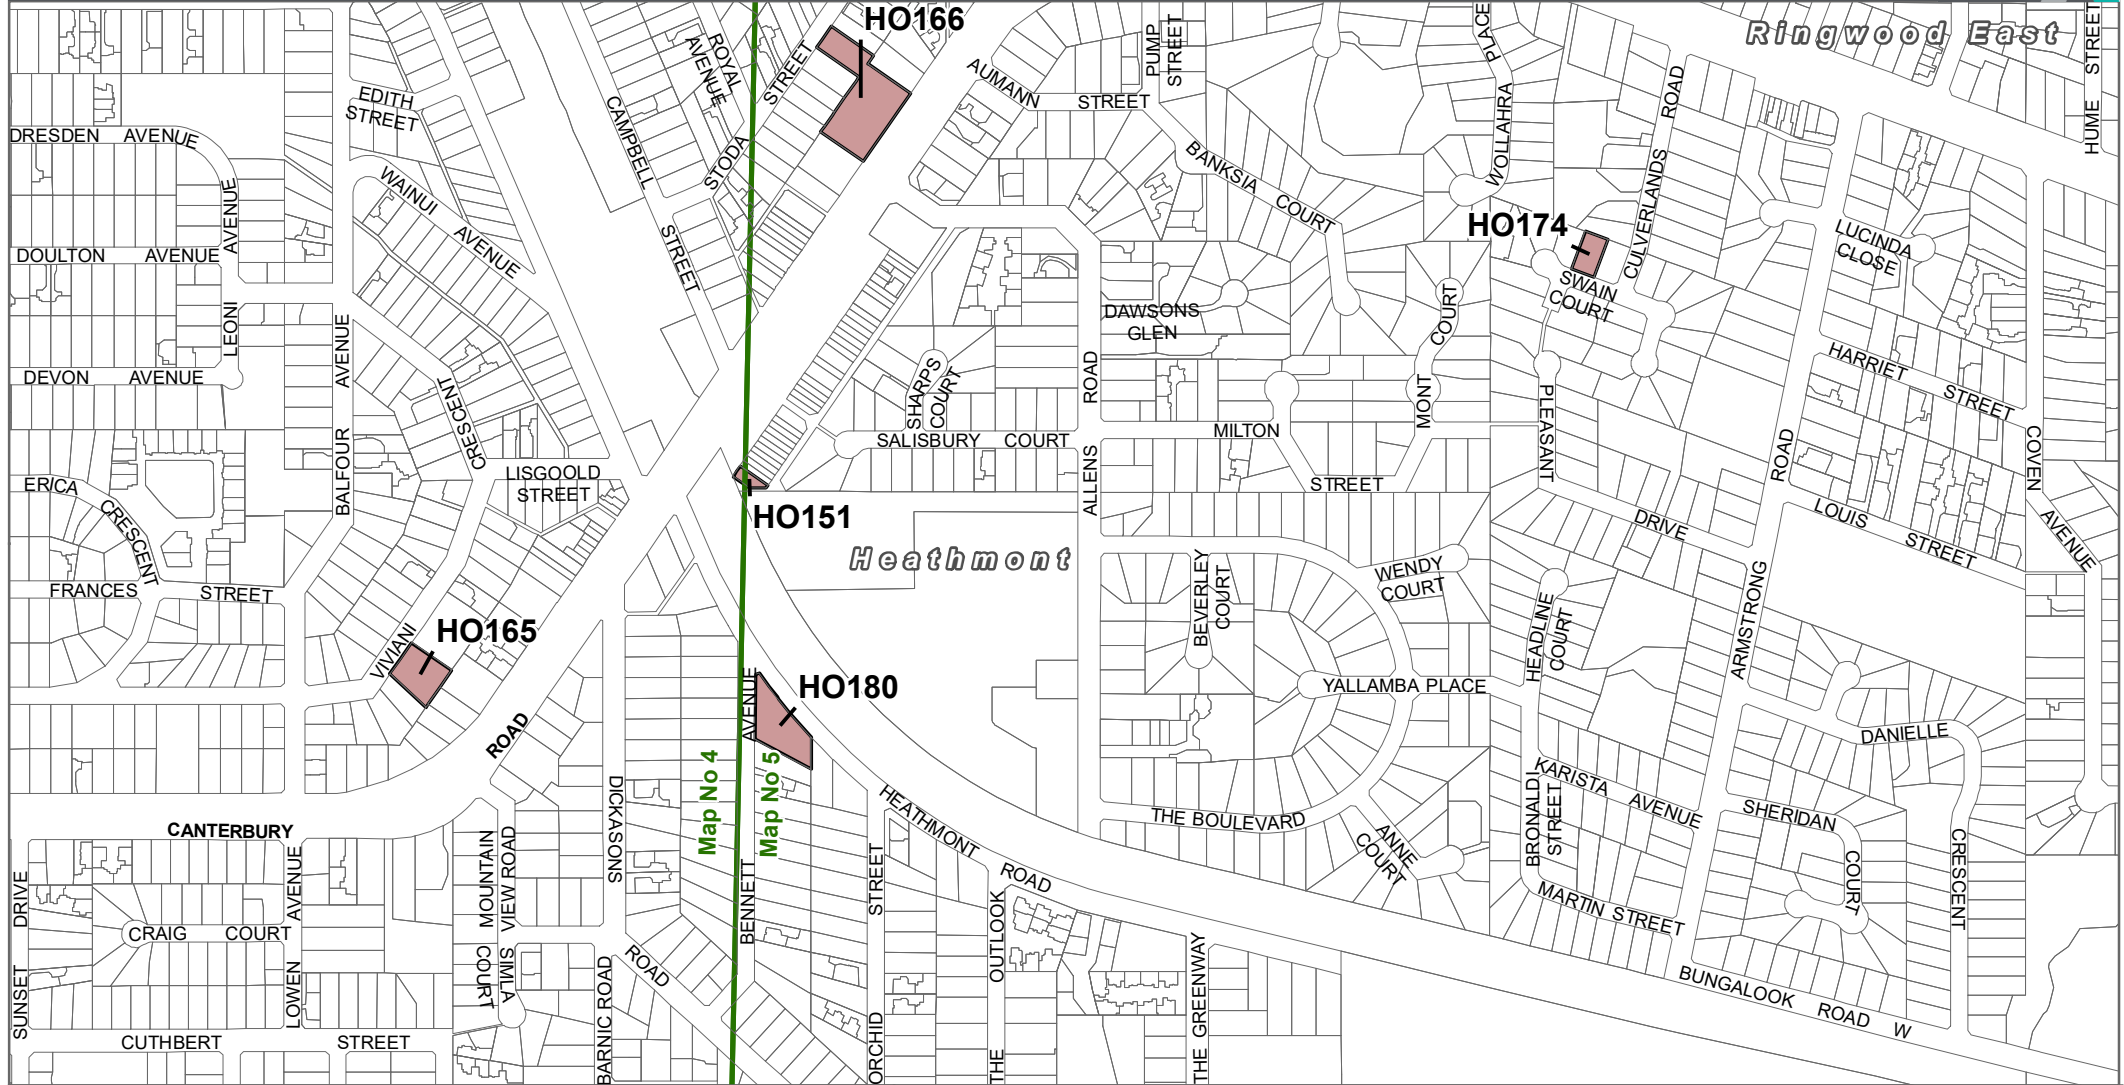 HO166
Ringwood East
HUME STREET
ROYAL
AVENUE
STODA STREET
PUMP
STREET
WOLLAHRA PLACE
AUMANN STREET
CULVERLANDS ROAD
EDITH
STREET
CAMPBELL STREET
DRESDEN AVENUE
BANKSIA COURT
WAINUI AVENUE
LEONI AVENUE
HO174
LUCINDA
CLOSE
DOULTON AVENUE
SWAIN
COURT
DAWSONS
GLEN
MONT COURT
BALFOUR AVENUE
DEVON AVENUE
CRESCENT
SHARPS
COURT
ALLENS ROAD
HARRIET STREET
PLEASANT DRIVE
SALISBURY COURT
MILTON STREET
ARMSTRONG ROAD
COVEN AVENUE
LISGOOLD
STREET
ERICA CRESCENT
HO151
LOUIS STREET
Heathmont
FRANCES STREET
BEVERLEY
COURT
WENDY
COURT
HEADLINE
COURT
VIVIANI
HO165
HO180
AVENUE
YALLAMBA PLACE
ROAD
DANIELLE CRESCENT
Map No 4
Map No 5
DICKASONS
HEATHMONT ROAD
THE BOULEVARD
ANNE
COURT
BRONALDI
STREET
KARISTA AVENUE
SHERIDAN COURT
CANTERBURY
MOUNTAIN
VIEW ROAD
BENNETT
ORCHID STREET
SUNSET DRIVE
LOWEN AVENUE
CRAIG COURT
SIMLA
COURT
BARNIC ROAD
ROAD
THE OUTLOOK
THE GREENWAY
MARTIN STREET
BUNGALOOK ROAD W
CUTHBERT STREET